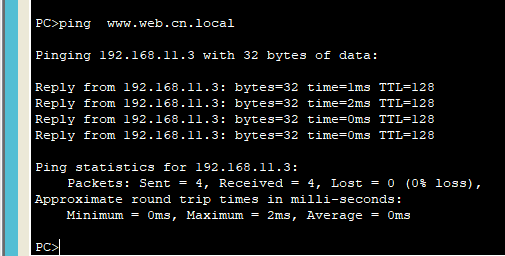 PC>ping  www.web.cn.local
Pinging 192.168.11.3 with 32 bytes of data:
Reply from 192.168.11.3: bytes=32 time=1ms TTL=128
Reply from 192.168.11.3: bytes=32 time=2ms TTL=128
Reply from 192.168.11.3: bytes=32 time=0ms TTL=128
Reply from 192.168.11.3: bytes=32 time=0ms TTL=128
Ping statistics for 192.168.11.3:
    Packets: Sent = 4, Received = 4, Lost = 0 (0% loss),
Approximate round trip times in milli-seconds:
    Minimum = 0ms, Maximum = 2ms, Average = 0ms
PC>